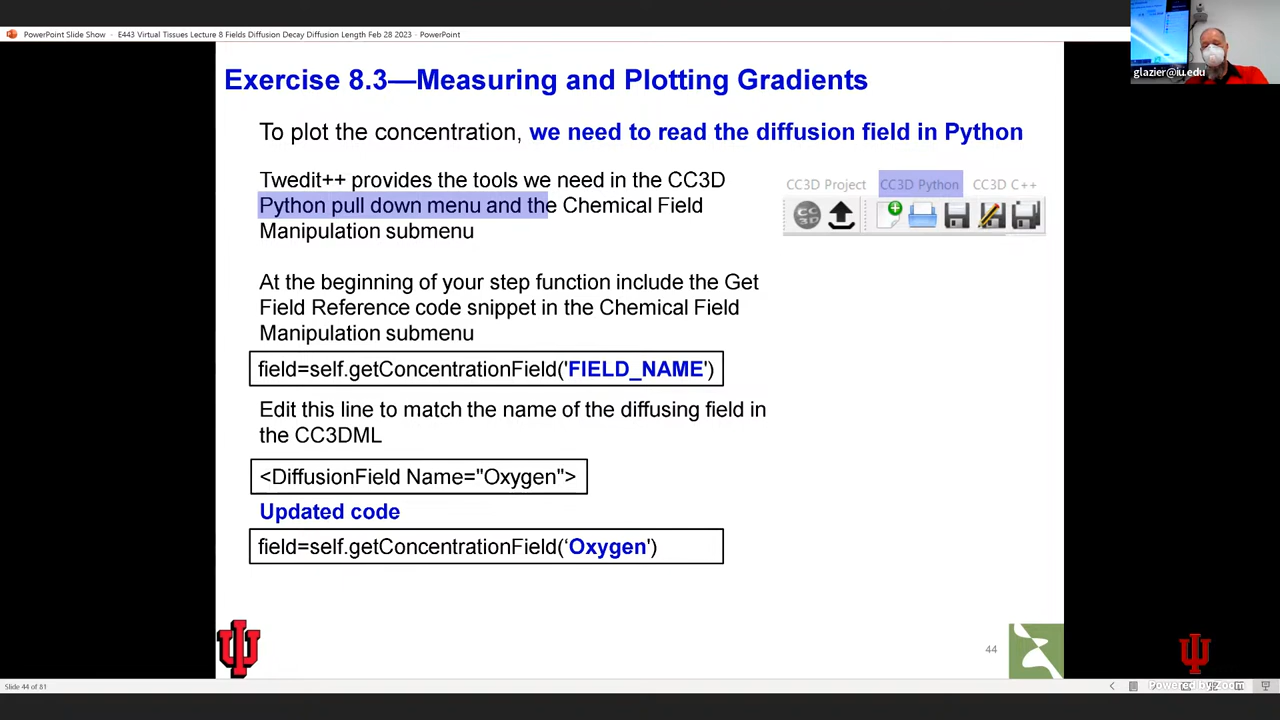 PowerPoint Slide Show - E443 Virtual Tissues Lecture 8 Fields Diffusion Decay Diffusion Length Feb 28 2023 - PowerPoint
glazier@iu.edu
Exercise 8.3—Measuring and Plotting Gradients
To plot the concentration, we need to read the diffusion field in Python
Twedit++ provides the tools we need in the CC3D
Python pull down menu and the Chemical Field
Manipulation submenu
CC3D Project CC3D Python CC3D C++
CC
3D
At the beginning of your step function include the Get
Field Reference code snippet in the Chemical Field
Manipulation submenu
field=self.getConcentrationField('FIELD_NAME')
Edit this line to match the name of the diffusing field in
the CC3DML
<DiffusionField Name="Oxygen">
Updated code
field=self.getConcentrationField(‘Oxygen')
44
Slide 44 of 81
Powered by Zoom